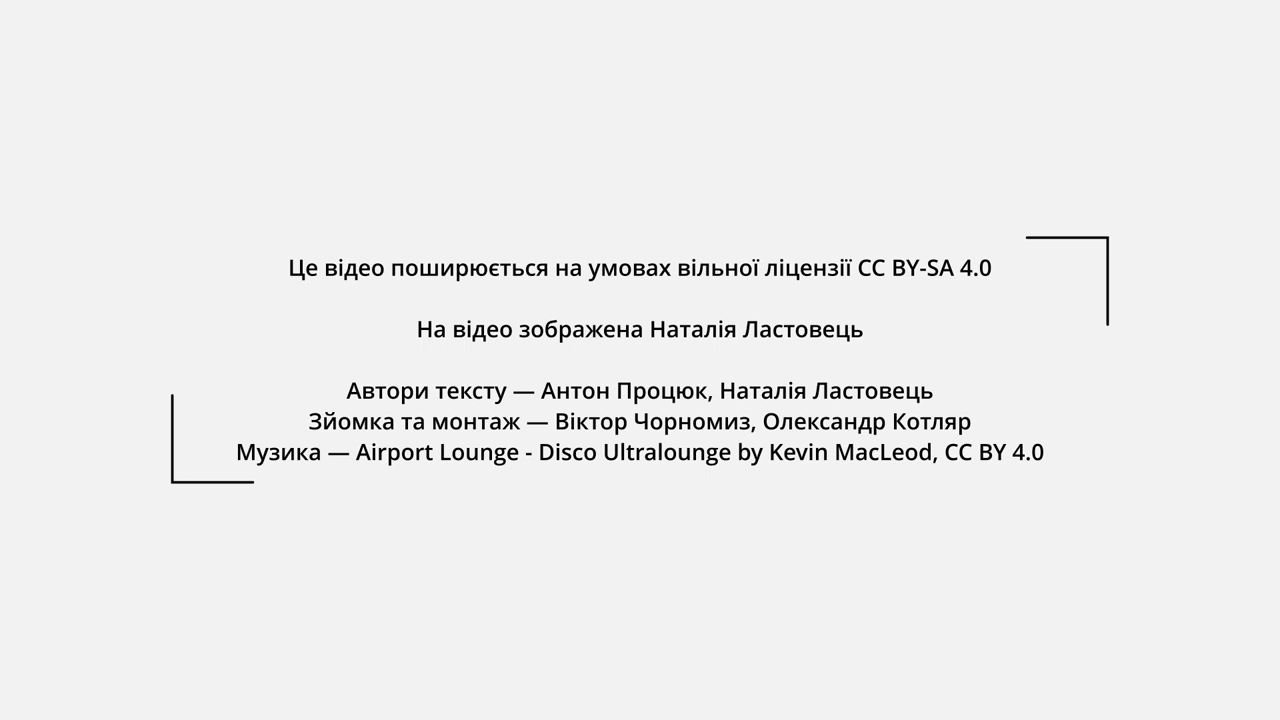 Це відео поширюється на умовах вільної ліцензії CC BY-SA 4.0
На відео зображена Наталія Ластовець
Автори тексту — Антон Процюк, Наталія Ластовець
Зйомка та монтаж — Віктор Чорномиз, Олександр Котляр
Музика — Airport Lounge - Disco Ultralounge by Kevin MacLeod, CC BY 4.0